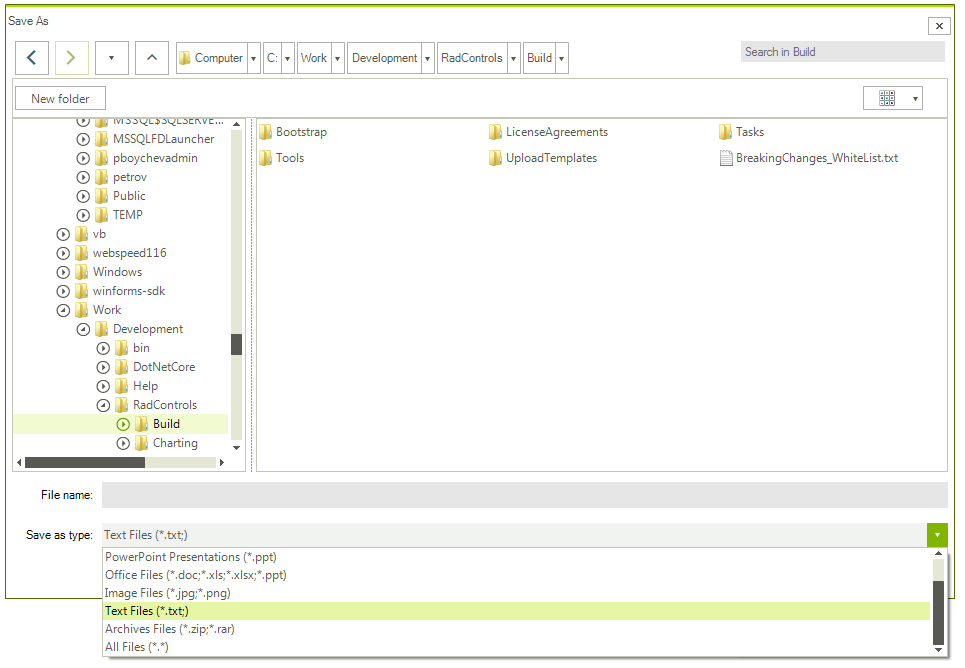 Save As
Computer C: Work Development RadControls Build
Search in Build
New folder
MSSQL$SQLSERVE...
MSSQLFDLauncher
pboychevadmin
petrov
Public
TEMP
vb
webspeed116
Windows
winforms-sdk
Work
Development
bin
DotNetCore
Help
RadControls
Build
Charting
Bootstrap LicenseAgreements Tasks
Tools UploadTemplates BreakingChanges_WhiteList.txt
File name:
Save as type: Text Files (*.txt;)
PowerPoint Presentations (*.ppt)
Office Files (*.doc;*.xls;*.xlsx;*.ppt)
Image Files (*.jpg;*.png)
Text Files (*.txt;)
Archives Files (*.zip;*.rar)
All Files (*.*)